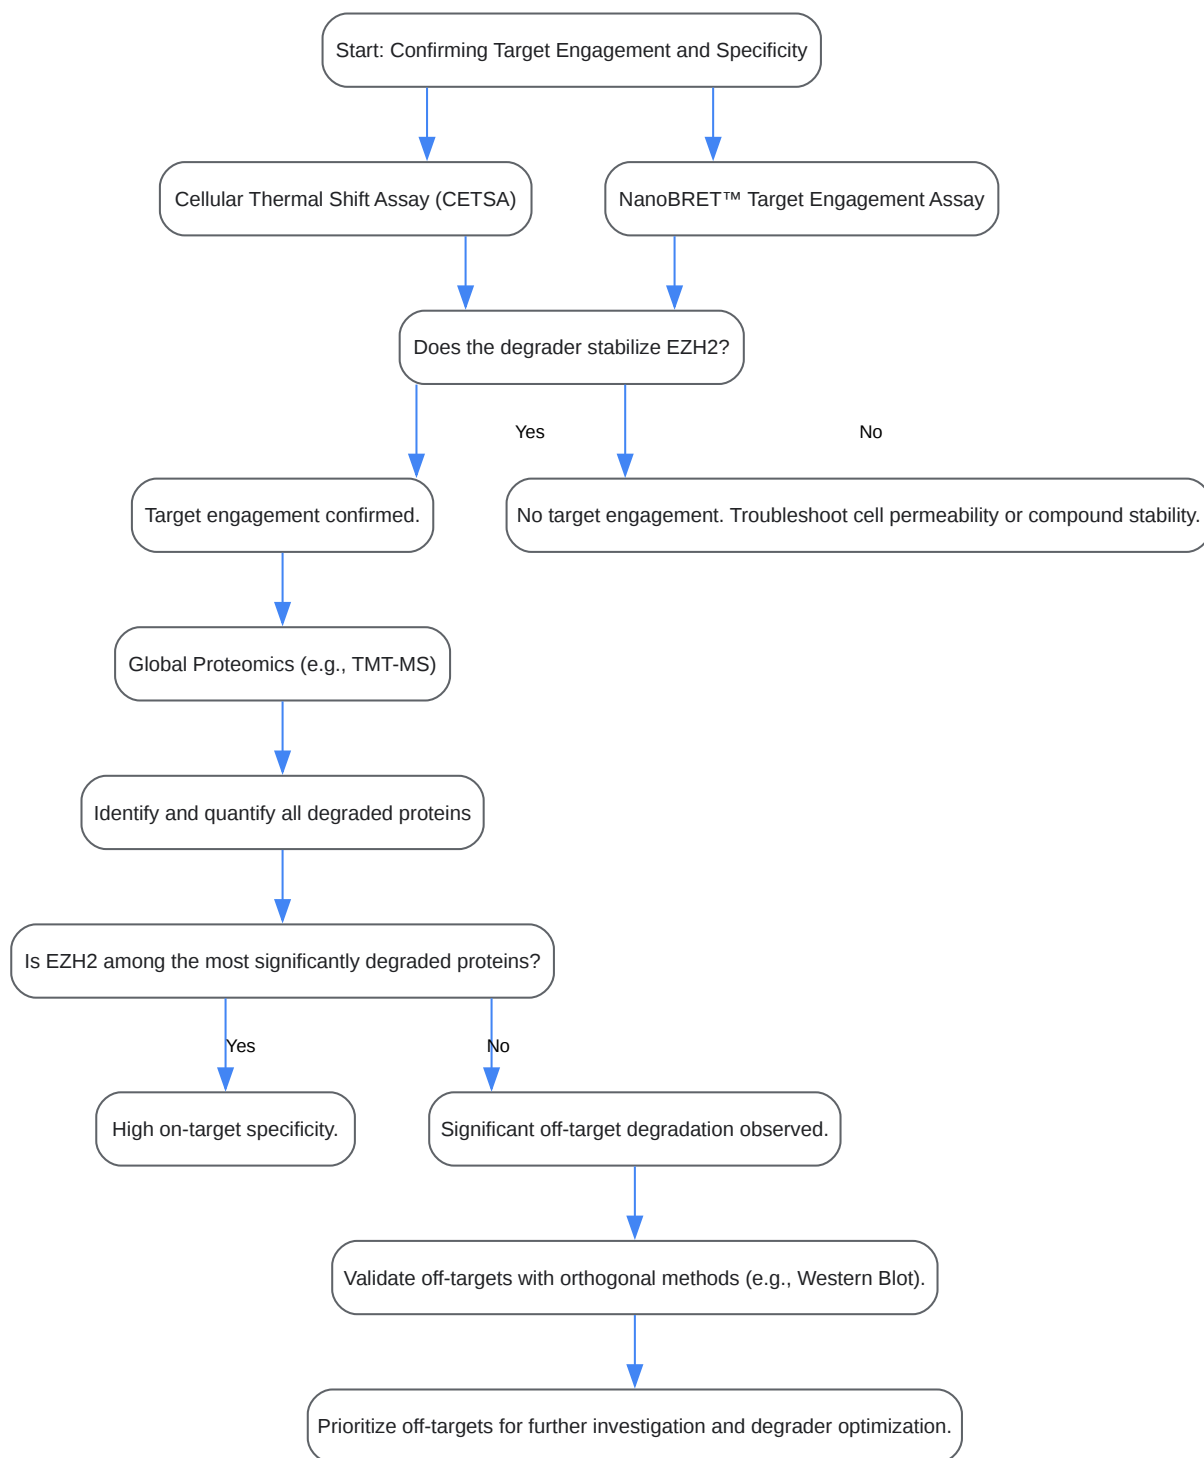 Start: Confirming Target Engagement and Specificity
Cellular Thermal Shift Assay (CETSA)
NanoBRET™ Target Engagement Assay
Does the degrader stabilize EZH2?
Yes
No
Target engagement confirmed.
No target engagement. Troubleshoot cell permeability or compound stability.
Global Proteomics (e.g., TMT-MS)
Identify and quantify all degraded proteins
Is EZH2 among the most significantly degraded proteins?
Yes
No
High on-target specificity.
Significant off-target degradation observed.
Validate off-targets with orthogonal methods (e.g., Western Blot).
Prioritize off-targets for further investigation and degrader optimization.